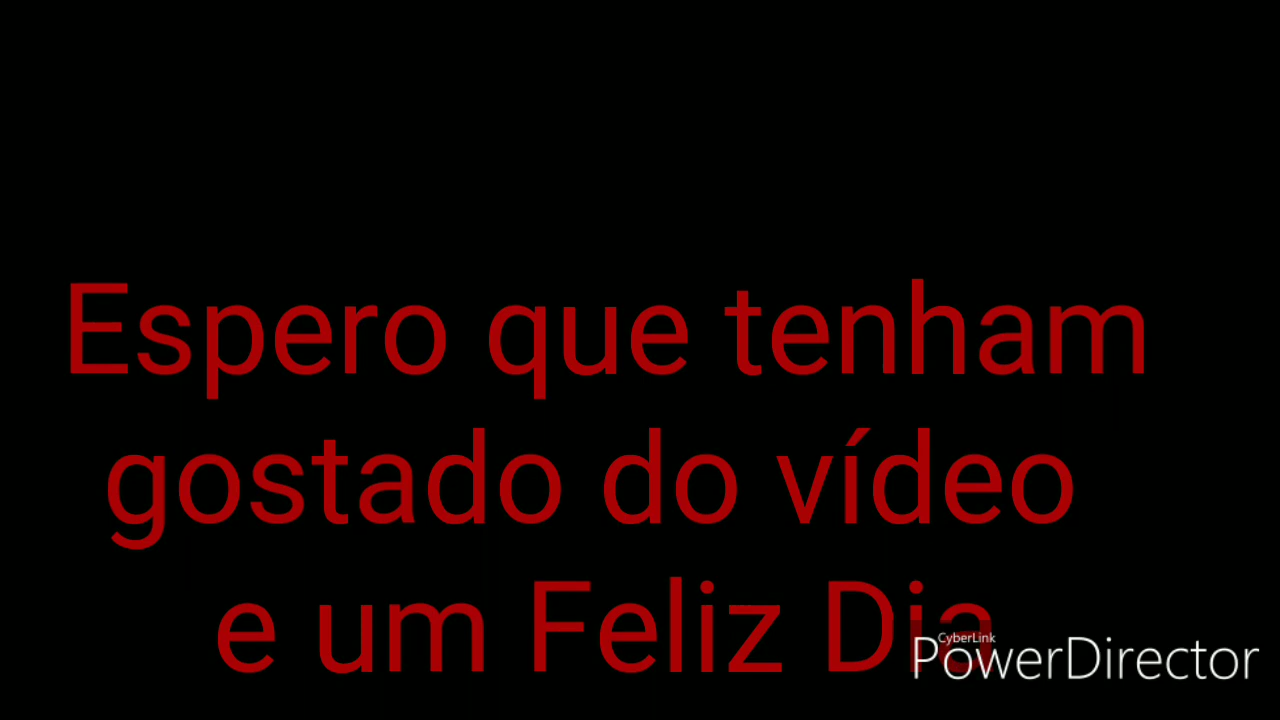 Espero que tenham
gostado do vídeo
e um Feliz Dia
CyberLink
PowerDirector